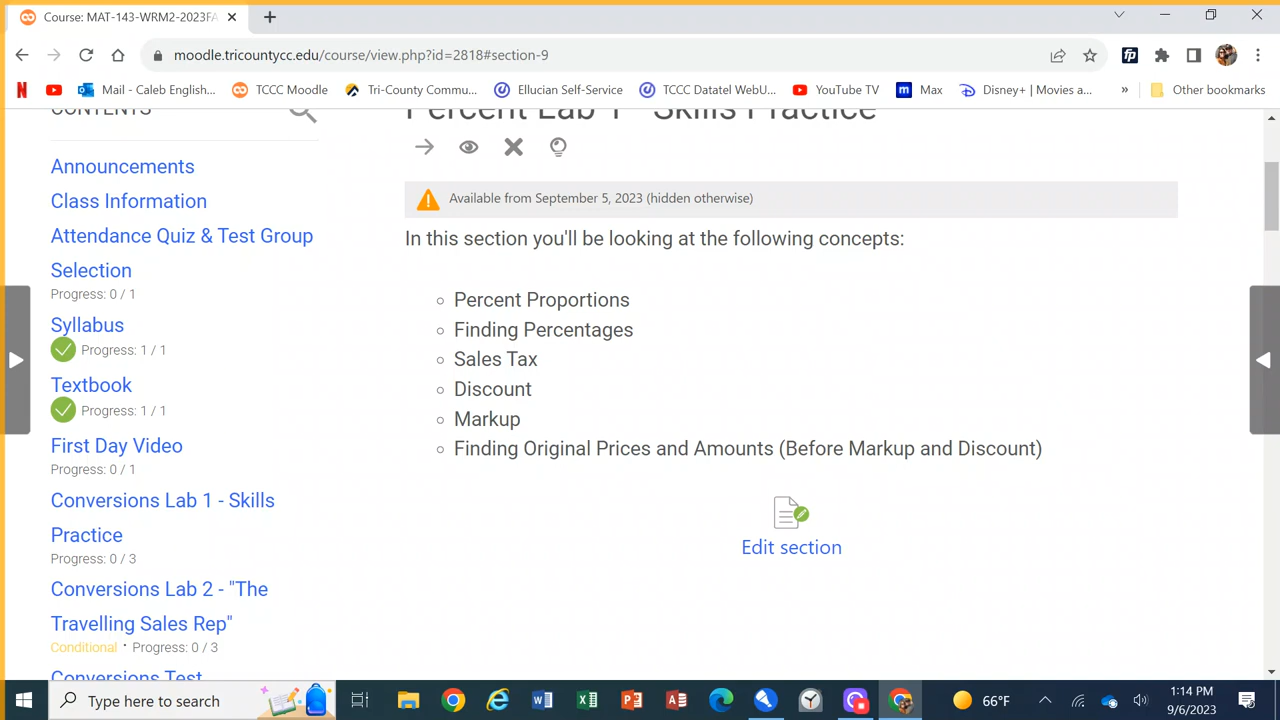 Course: MAT-143-WRM2-2023FA
moodle.tricountycc.edu/course/view.php?id=2818#section-9
Mail - Caleb English...
TCCC Moodle
Tri-County Commu...
Ellucian Self-Service
TCCC Datatel WebU...
YouTube TV
Max
Disney+ | Movies a...
»
Other bookmarks
CONTENTS
Announcements
Class Information
Attendance Quiz & Test Group
Selection
Progress: 0 / 1
Syllabus
Progress: 1 / 1
Textbook
Progress: 1 / 1
First Day Video
Progress: 0 / 1
Conversions Lab 1 - Skills
Practice
Progress: 0 / 3
Conversions Lab 2 - "The
Travelling Sales Rep"
Conditional · Progress: 0 / 3
Conversions Test
Percent Lab 1 - Skills Practice
Available from September 5, 2023 (hidden otherwise)
In this section you'll be looking at the following concepts:
Percent Proportions
Finding Percentages
Sales Tax
Discount
Markup
Finding Original Prices and Amounts (Before Markup and Discount)
Edit section
Type here to search
66°F
1:14 PM
9/6/2023